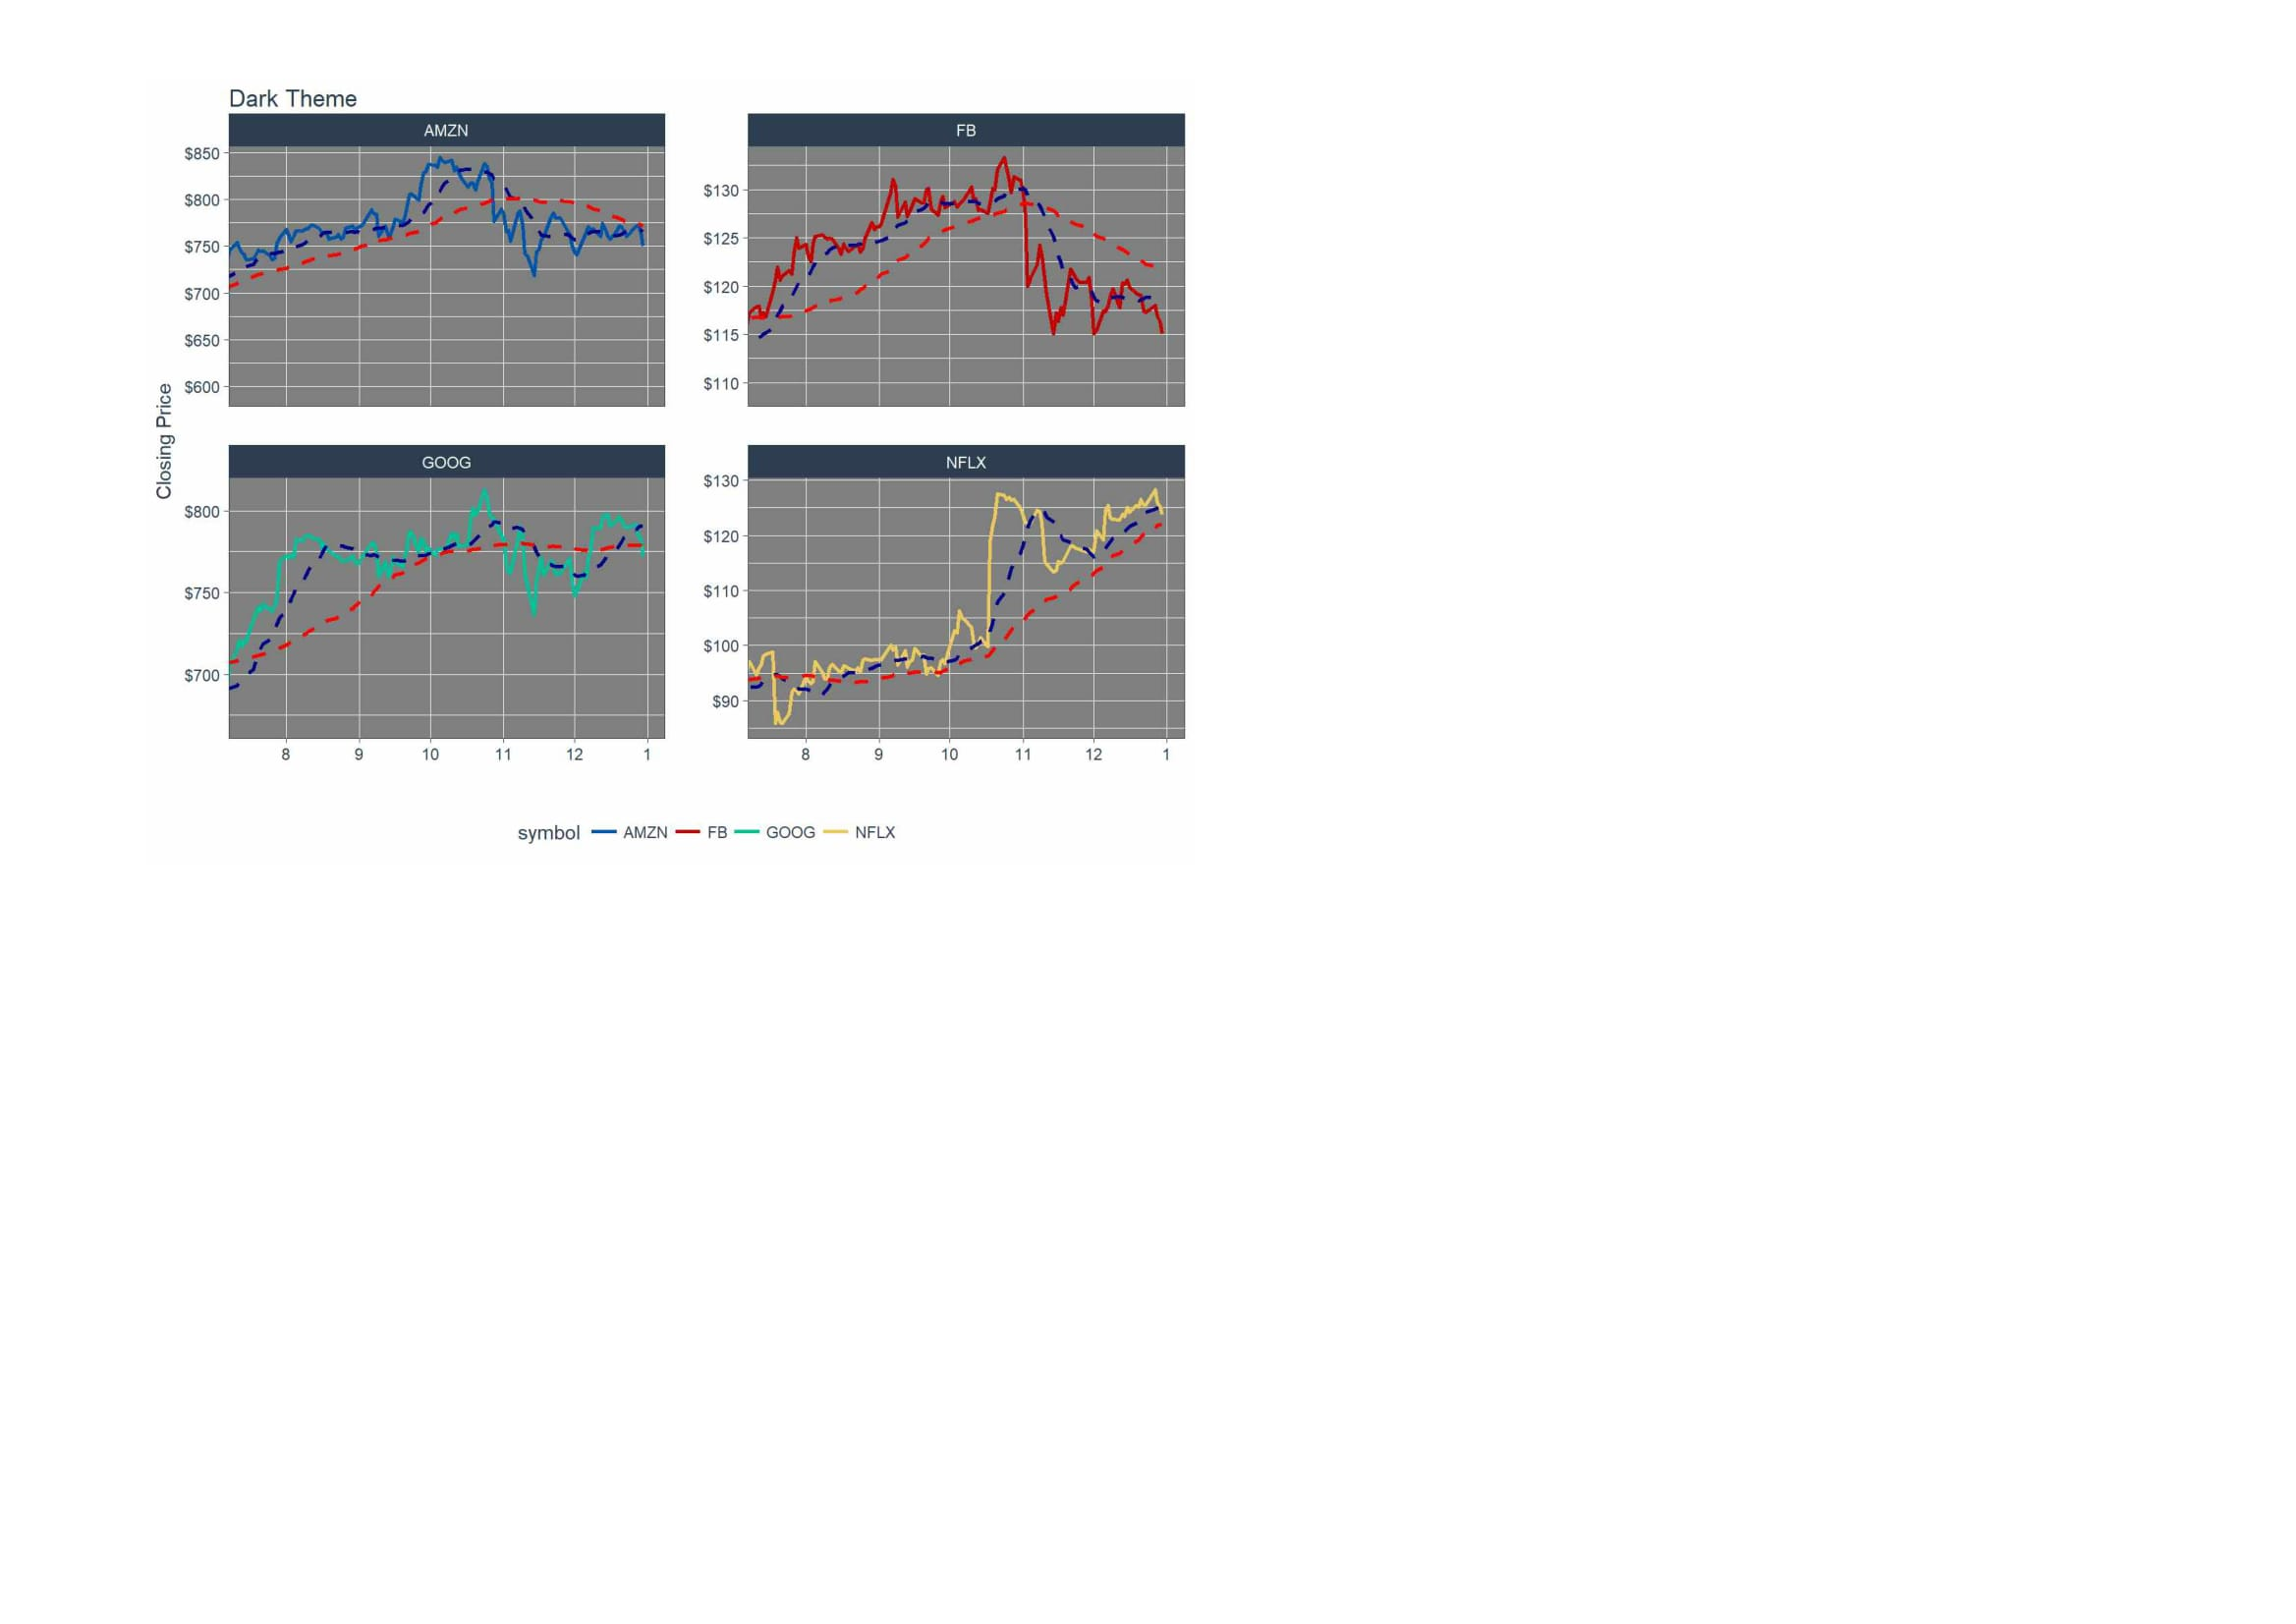 Dark Theme
AMZN
FB
$850
$800
$750
$700
$650
$600
$130
$125
$120
$115
$110
Closing Price
GOOG
NFLX
$800
$750
$700
$130
$120
$110
$100
$90
8 9 10 11 12 1
8 9 10 11 12 1
symbol AMZN FB GOOG NFLX